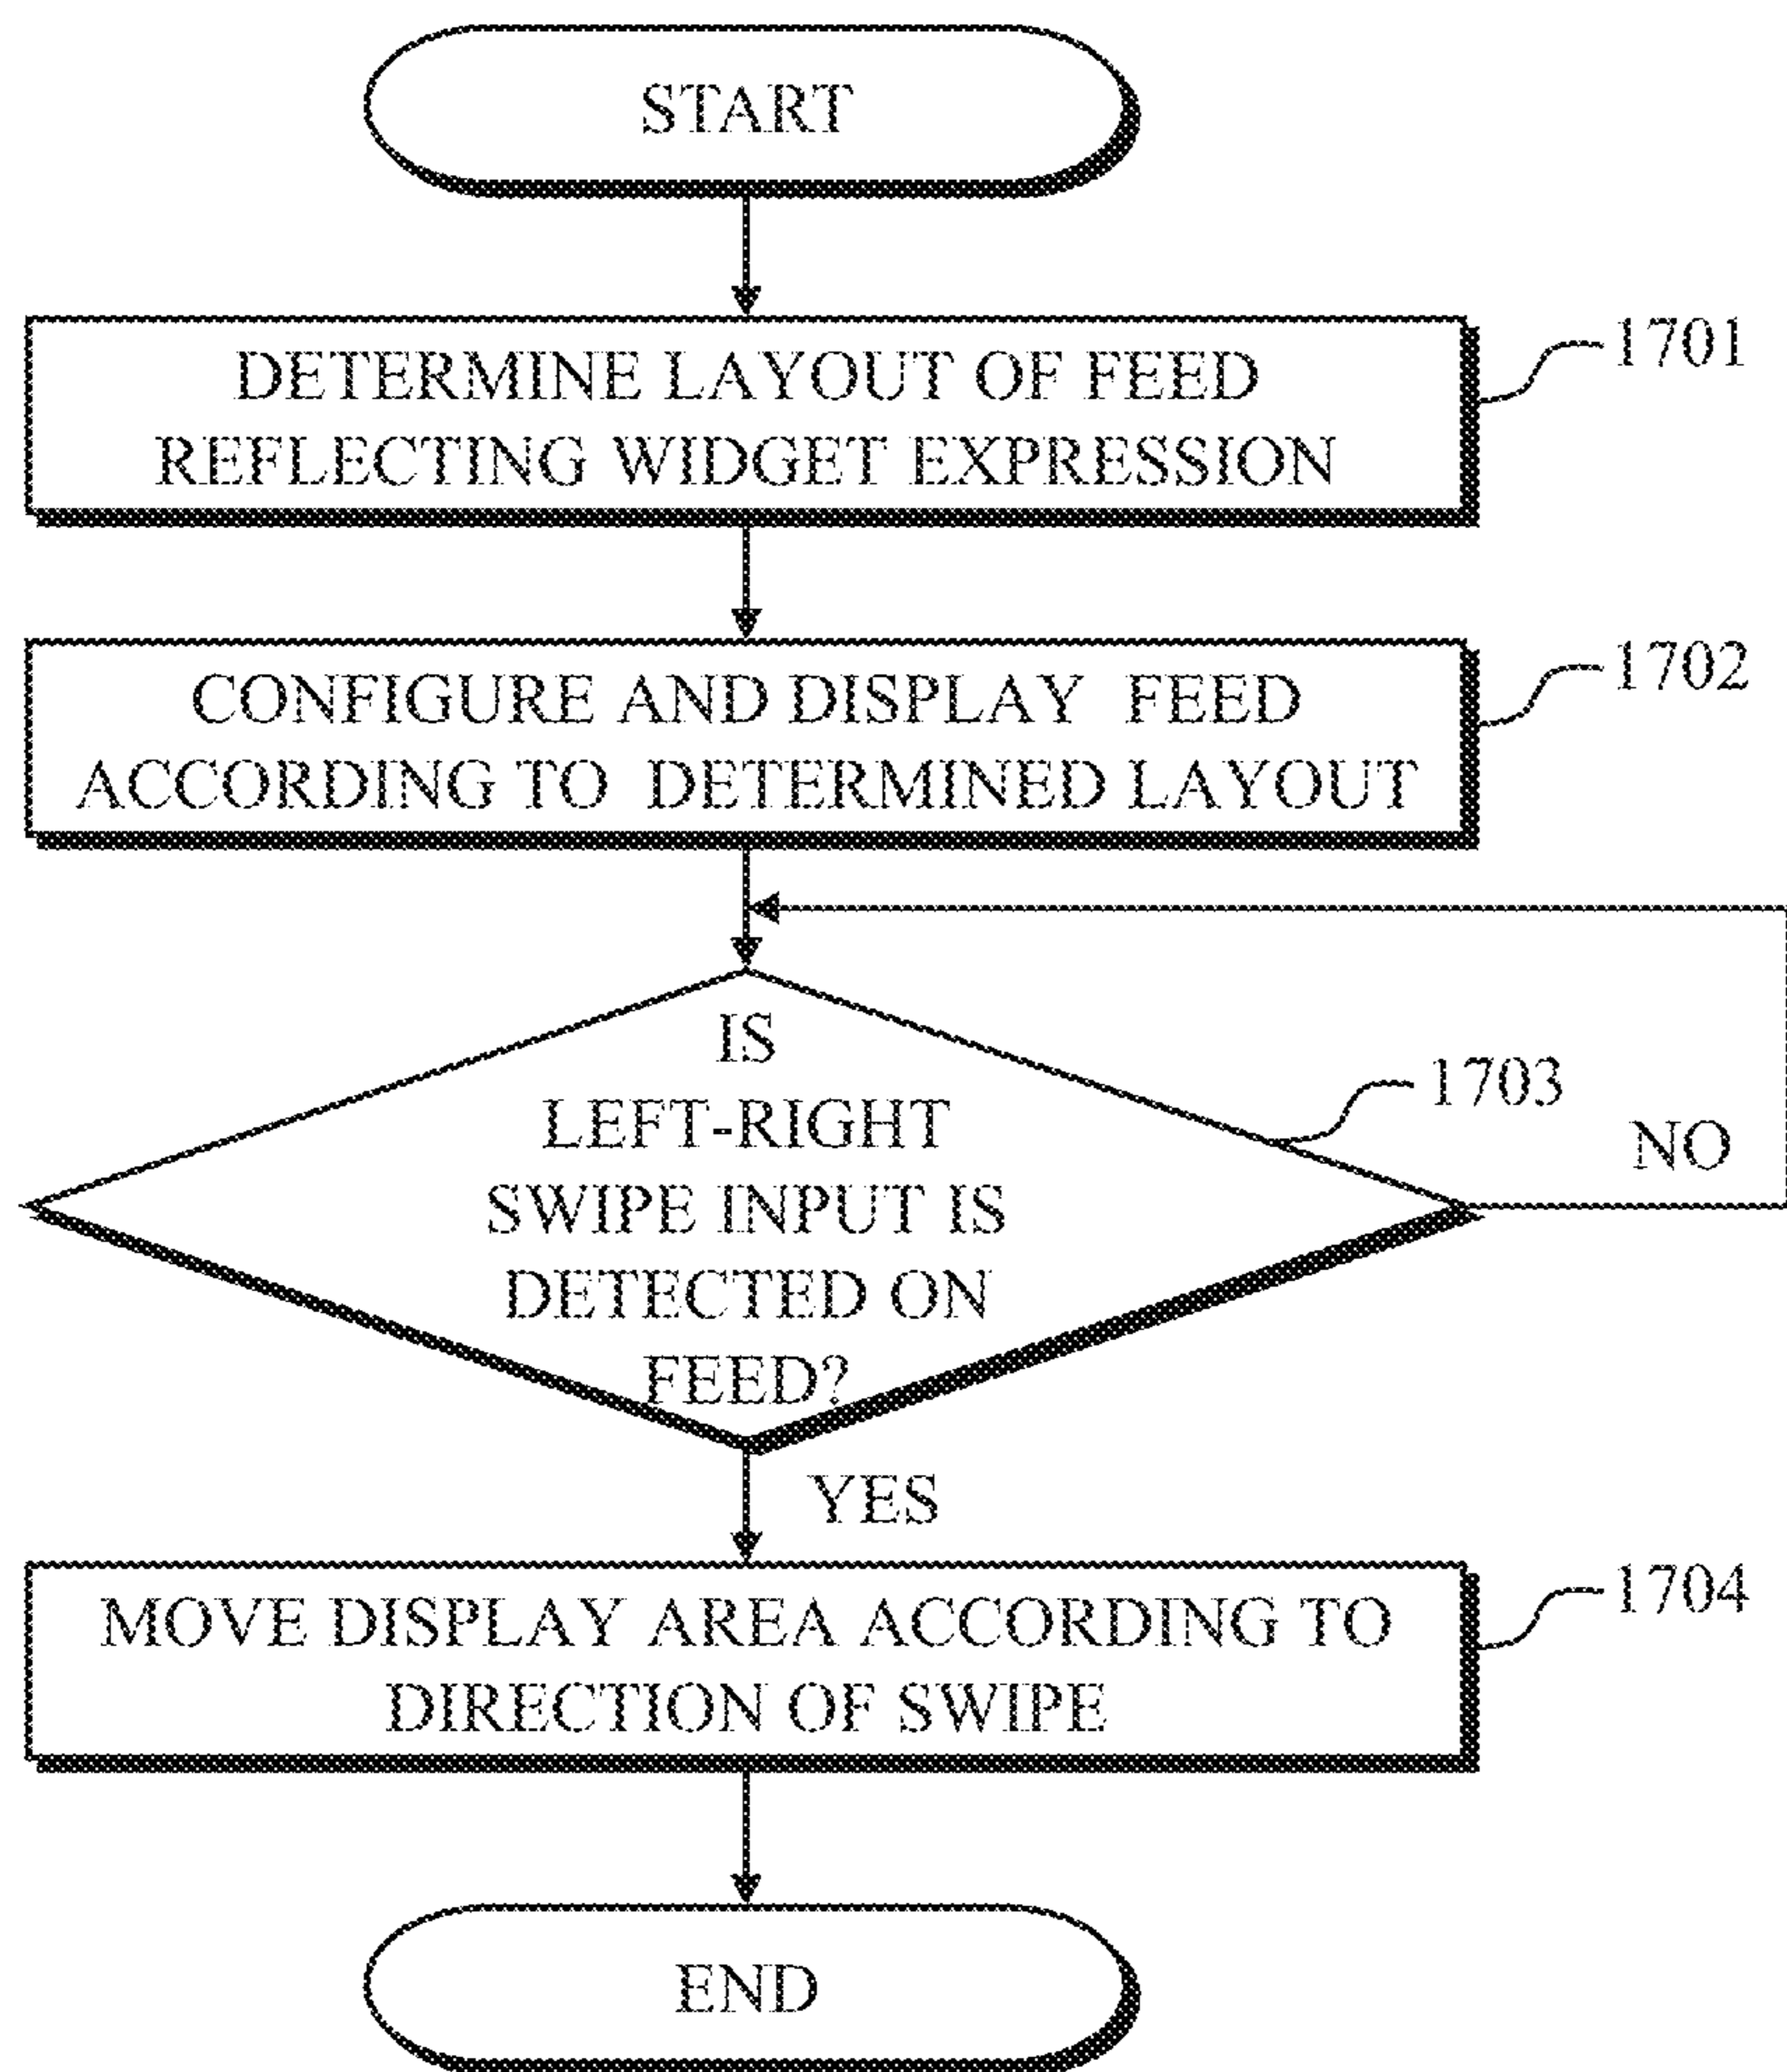 START
DETERMINE LAYOUT OF FEED
REFLECTING WIDGET EXPRESSION
1701
CONFIGURE AND DISPLAY FEED
ACCORDING TO DETERMINED LAYOUT
1702
IS
LEFT-RIGHT
SWIPE INPUT IS
DETECTED ON
FEED?
1703
NO
YES
MOVE DISPLAY AREA ACCORDING TO
DIRECTION OF SWIPE
1704
END